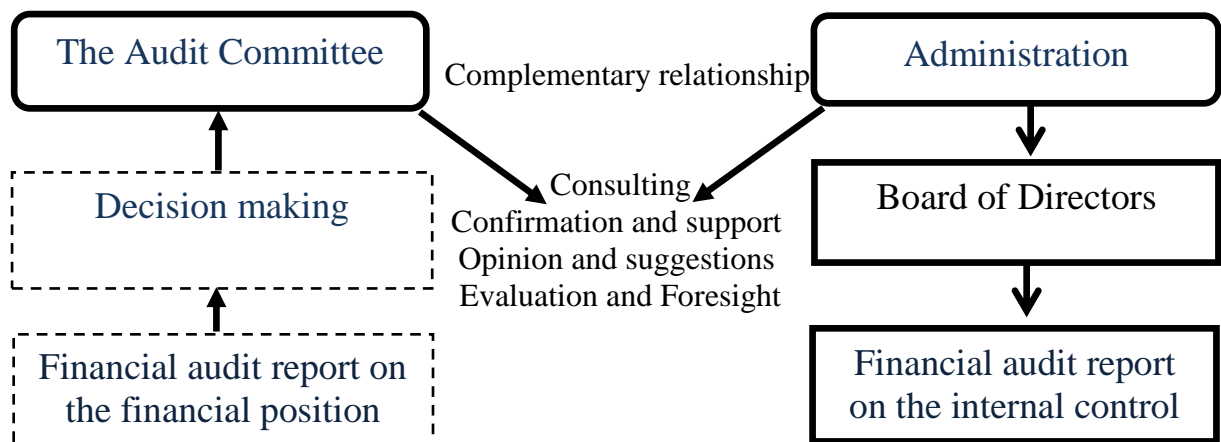 The Audit Committee
Complementary relationship
Administration
Decision making
Consulting
Confirmation and support
Opinion and suggestions
Evaluation and Foresight
Board of Directors
Financial audit report on
the financial position
Financial audit report
on the internal control